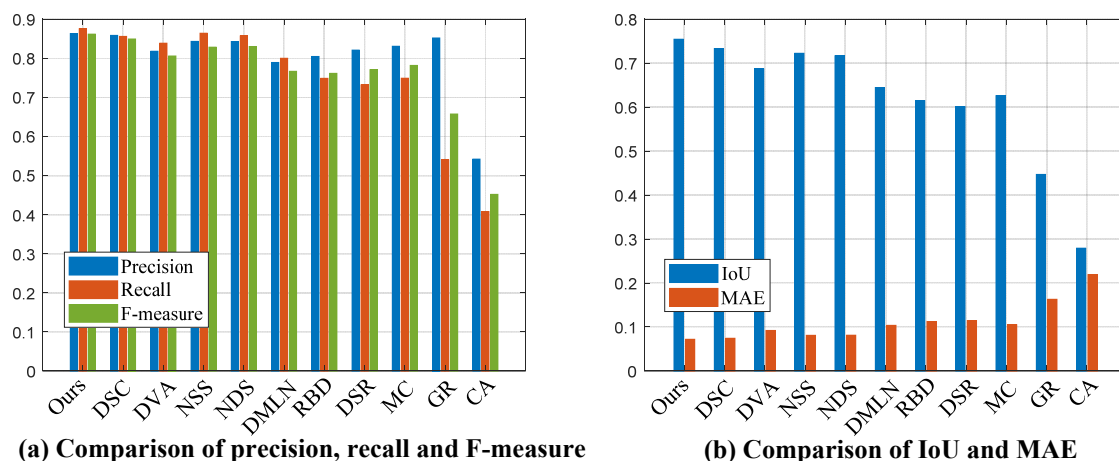 0.9
0.8
0.7
0.6
0.5
0.4
0.3
0.2
0.1
0
Precision
Recall
F-measure
Ours DSC DVA NSS NDS DMLN RBD DSR MC GR CA
(a) Comparison of precision, recall and F-measure
0.8
0.7
0.6
0.5
0.4
0.3
0.2
0.1
0
IoU
MAE
Ours DSC DVA NSS NDS DMLN RBD DSR MC GR CA
(b) Comparison of IoU and MAE